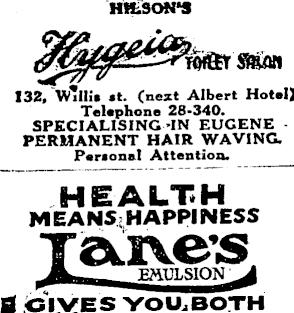 HILSON'S
Hygeia TOILET SALON
132, Willis st. (next Albert Hotel)
Telephone 28-340.
SPECIALISING IN EUGENE
PERMANENT HAIR WAVING.
Personal Attention.
HEALTH
MEANS HAPPINESS
Lane's
EMULSION
GIVES YOU BOTH